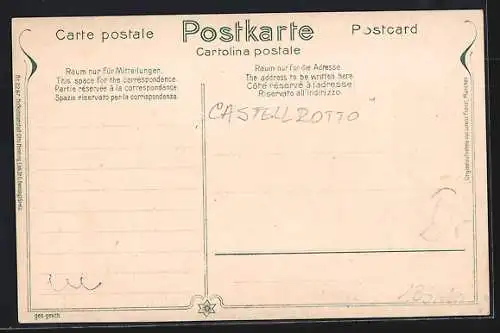 Carte postale
Postkarte
Postcard
Cartolina postale
Raum nur für Mitteilungen.
This space for the correspondence.
Partie réservée à la correspondance.
Spazio riservato per la corrispondenza.
Raum nur für die Adresse.
The address to be written here.
Côté réservé à l'adresse.
Riservato all'indirizzo.
CASTELLROTTO
ges. gesch.